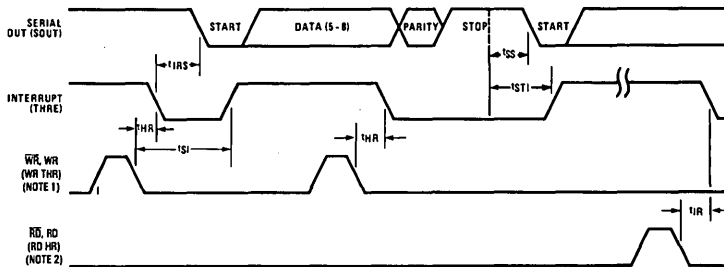 SERIAL
OUT (SOUT)
START
DATA (5 - 8)
PARITY
STOP
START
tIRS
tSS
tSTI
INTERRUPT
(THRE)
tHR
tSI
tHR
WR, WR
(WR THR)
(NOTE 1)
tIR
RD, RD
(RD HR)
(NOTE 2)